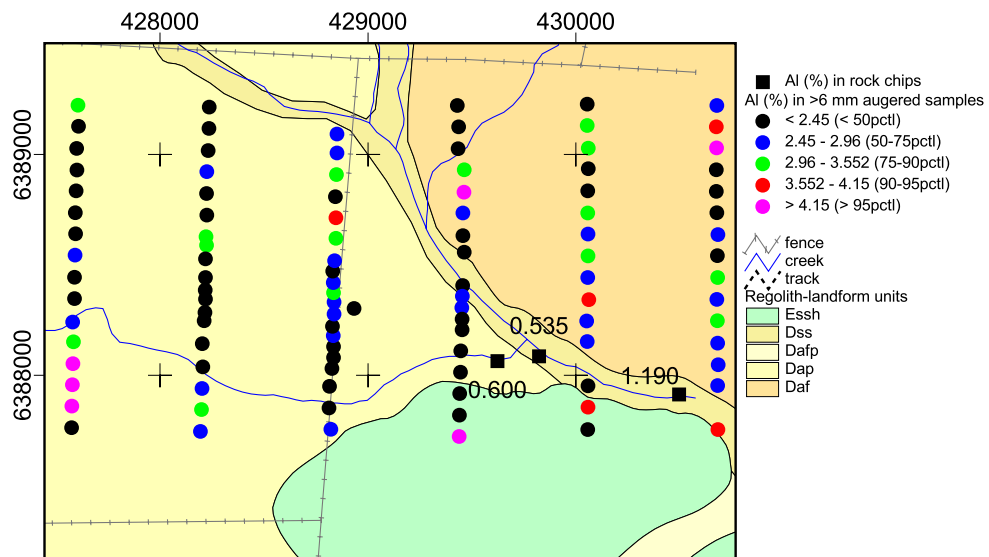 428000 429000 430000
6389000
6388000
0.535
0.600
1.190
Al (%) in rock chips
Al (%) in >6 mm augered samples
< 2.45 (< 50pctl)
2.45 - 2.96 (50-75pctl)
2.96 - 3.552 (75-90pctl)
3.552 - 4.15 (90-95pctl)
> 4.15 (> 95pctl)
fence
creek
track
Regolith-landform units
Essh
Dss
Dafp
Dap
Daf